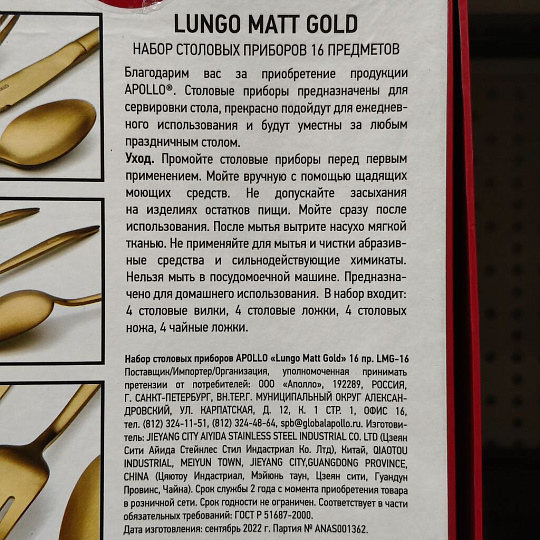 LUNGO MATT GOLD
НАБОР СТОЛОВЫХ ПРИБОРОВ 16 ПРЕДМЕТОВ
Благодарим вас за приобретение продукции
APOLLO®. Столовые приборы предназначены для
сервировки стола, прекрасно подойдут для ежеднев-
ного использования и будут уместны за любым
праздничным столом.
Уход. Промойте столовые приборы перед первым
применением. Мойте вручную с помощью щадящих
моющих средств. Не допускайте засыхания
на изделиях остатков пищи. Мойте сразу после
использования. После мытья вытрите насухо мягкой
тканью. Не применяйте для мытья и чистки абразив-
ные средства и сильнодействующие химикаты.
Нельзя мыть в посудомоечной машине. Предназна-
чено для домашнего использования. В набор входит:
4 столовые вилки, 4 столовые ложки, 4 столовых
ножа, 4 чайные ложки.
Набор столовых приборов APOLLO «Lungo Matt Gold» 16 пр. LMG-16
Поставщик/Импортер/Организация, уполномоченная принимать
претензии от потребителей: ООО «Аполло», 192289, РОССИЯ,
Г. САНКТ-ПЕТЕРБУРГ, ВН.ТЕР.Г. МУНИЦИПАЛЬНЫЙ ОКРУГ АЛЕКСАН-
ДРОВСКИЙ, УЛ. КАРПАТСКАЯ, Д. 12, К. 1 СТР. 1, ОФИС 16,
тел. (812) 324-11-51, (812) 324-48-64, spb@globalapollo.ru. Изготови-
тель: JIEYANG CITY AIYIDA STAINLESS STEEL INDUSTRIAL CO. LTD (Цзеян
Сити Айида Стейнлес Стил Индастриал Ко. Лтд), Китай, QIAOTOU
INDUSTRIAL, MEIYUN TOWN, JIEYANG CITY,GUANGDONG PROVINCE,
CHINA (Цяютоу Индастриал, Мэйюнь таун, Цзеян сити, Гуандун
Провинс, Чайна). Срок службы 2 года с момента приобретения товара
в розничной сети. Срок годности не ограничен. Соответствует в части
обязательных требований: ГОСТ Р 51687-2000.
Дата изготовления: сентябрь 2022 г. Партия № ANAS001362.